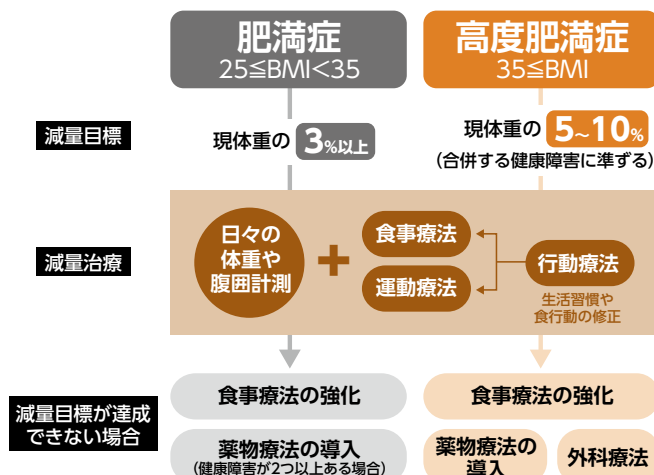 肥満症
25≦BMI<35
高度肥満症
35≦BMI
減量目標
現体重の 3%以上
現体重の 5~10%
(合併する健康障害に準ずる)
減量治療
日々の
体重や
腹囲計測
+
食事療法
運動療法
行動療法
生活習慣や
食行動の修正
減量目標が達成
できない場合
食事療法の強化
薬物療法の導入
(健康障害が2つ以上ある場合)
食事療法の強化
薬物療法の
導入
外科療法